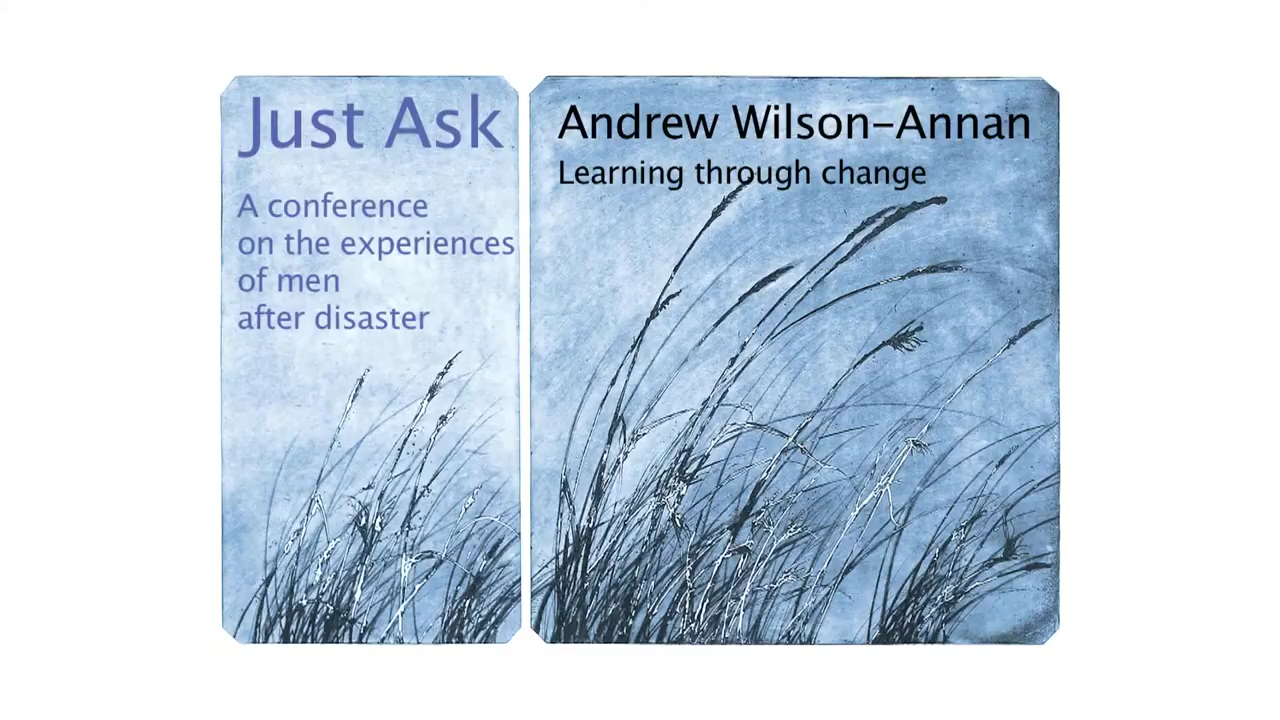 Just Ask
A conference
on the experiences
of men
after disaster
Andrew Wilson–Annan
Learning through change